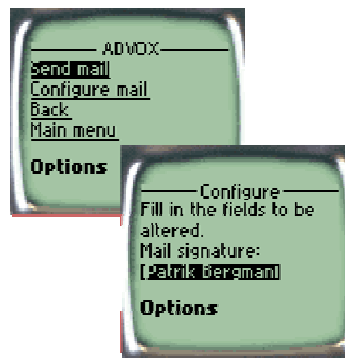 ADVOX
Send mail
Configure mail
Back
Main menu
Options
Configure
Fill in the fields to be
altered.
Mail signature:
[Patrik Bergman]
Options